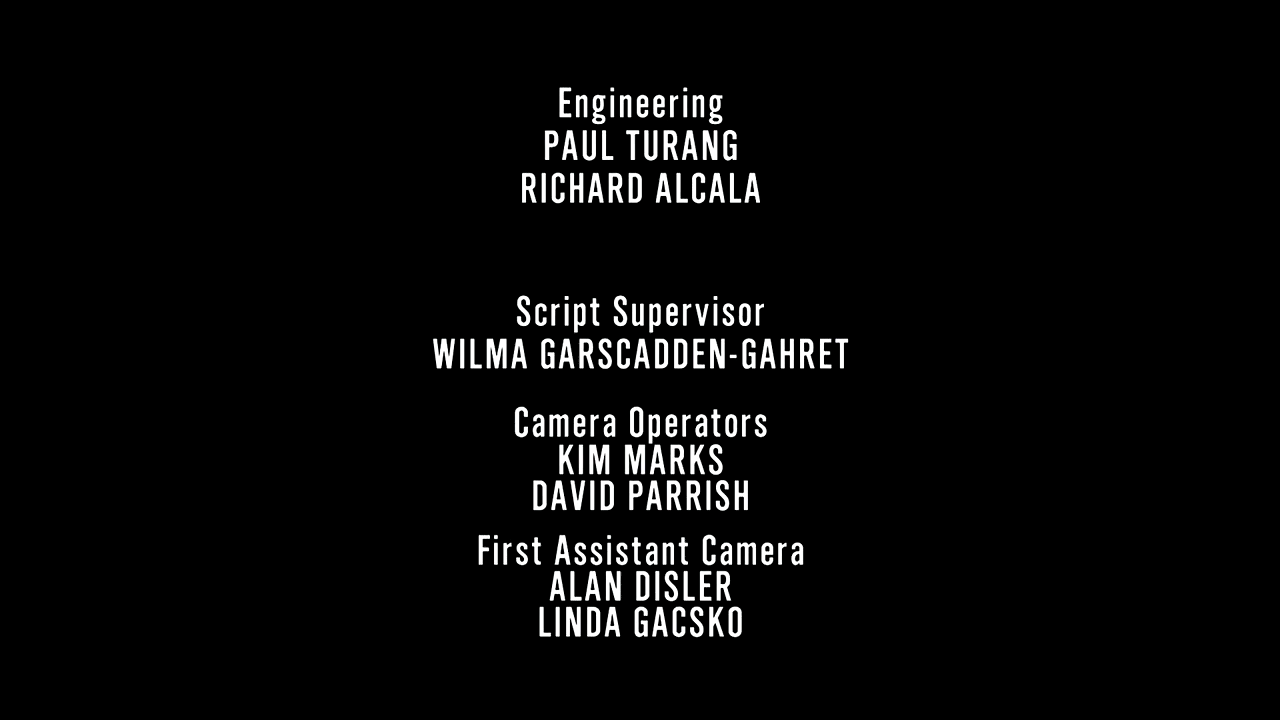 Engineering
PAUL TURANG
RICHARD ALCALA
Script Supervisor
WILMA GARSCADDEN-GAHRET
Camera Operators
KIM MARKS
DAVID PARRISH
First Assistant Camera
ALAN DISLER
LINDA GACSKO